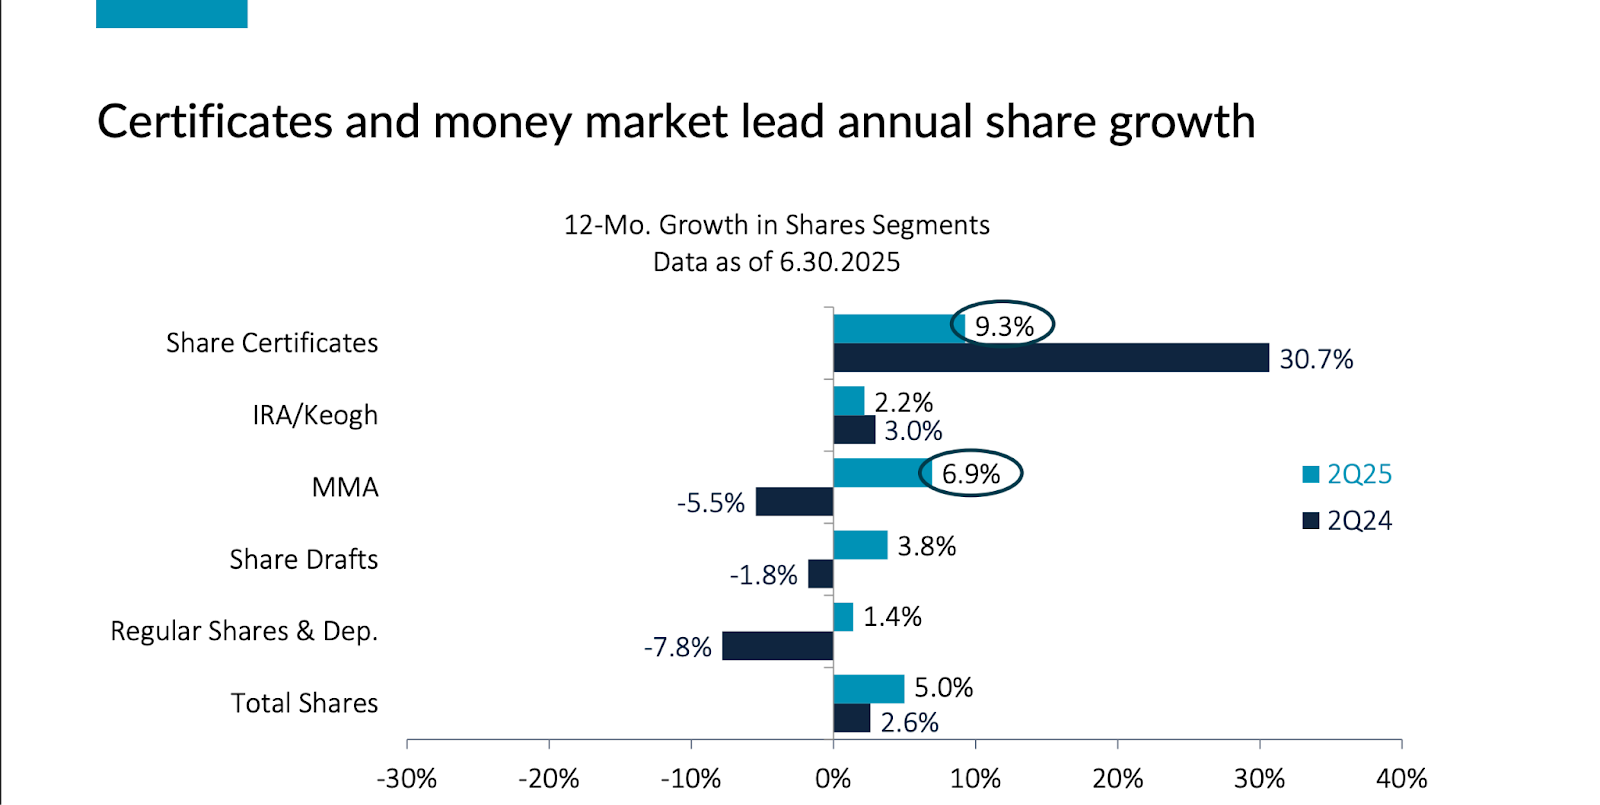 Certificates and money market lead annual share growth
12-Mo. Growth in Shares Segments
Data as of 6.30.2025
Share Certificates
9.3%
30.7%
IRA/Keogh
2.2%
3.0%
MMA
6.9%
-5.5%
Share Drafts
3.8%
-1.8%
Regular Shares & Dep.
1.4%
-7.8%
Total Shares
5.0%
2.6%
2Q25
2Q24
-30% -20% -10% 0% 10% 20% 30% 40%